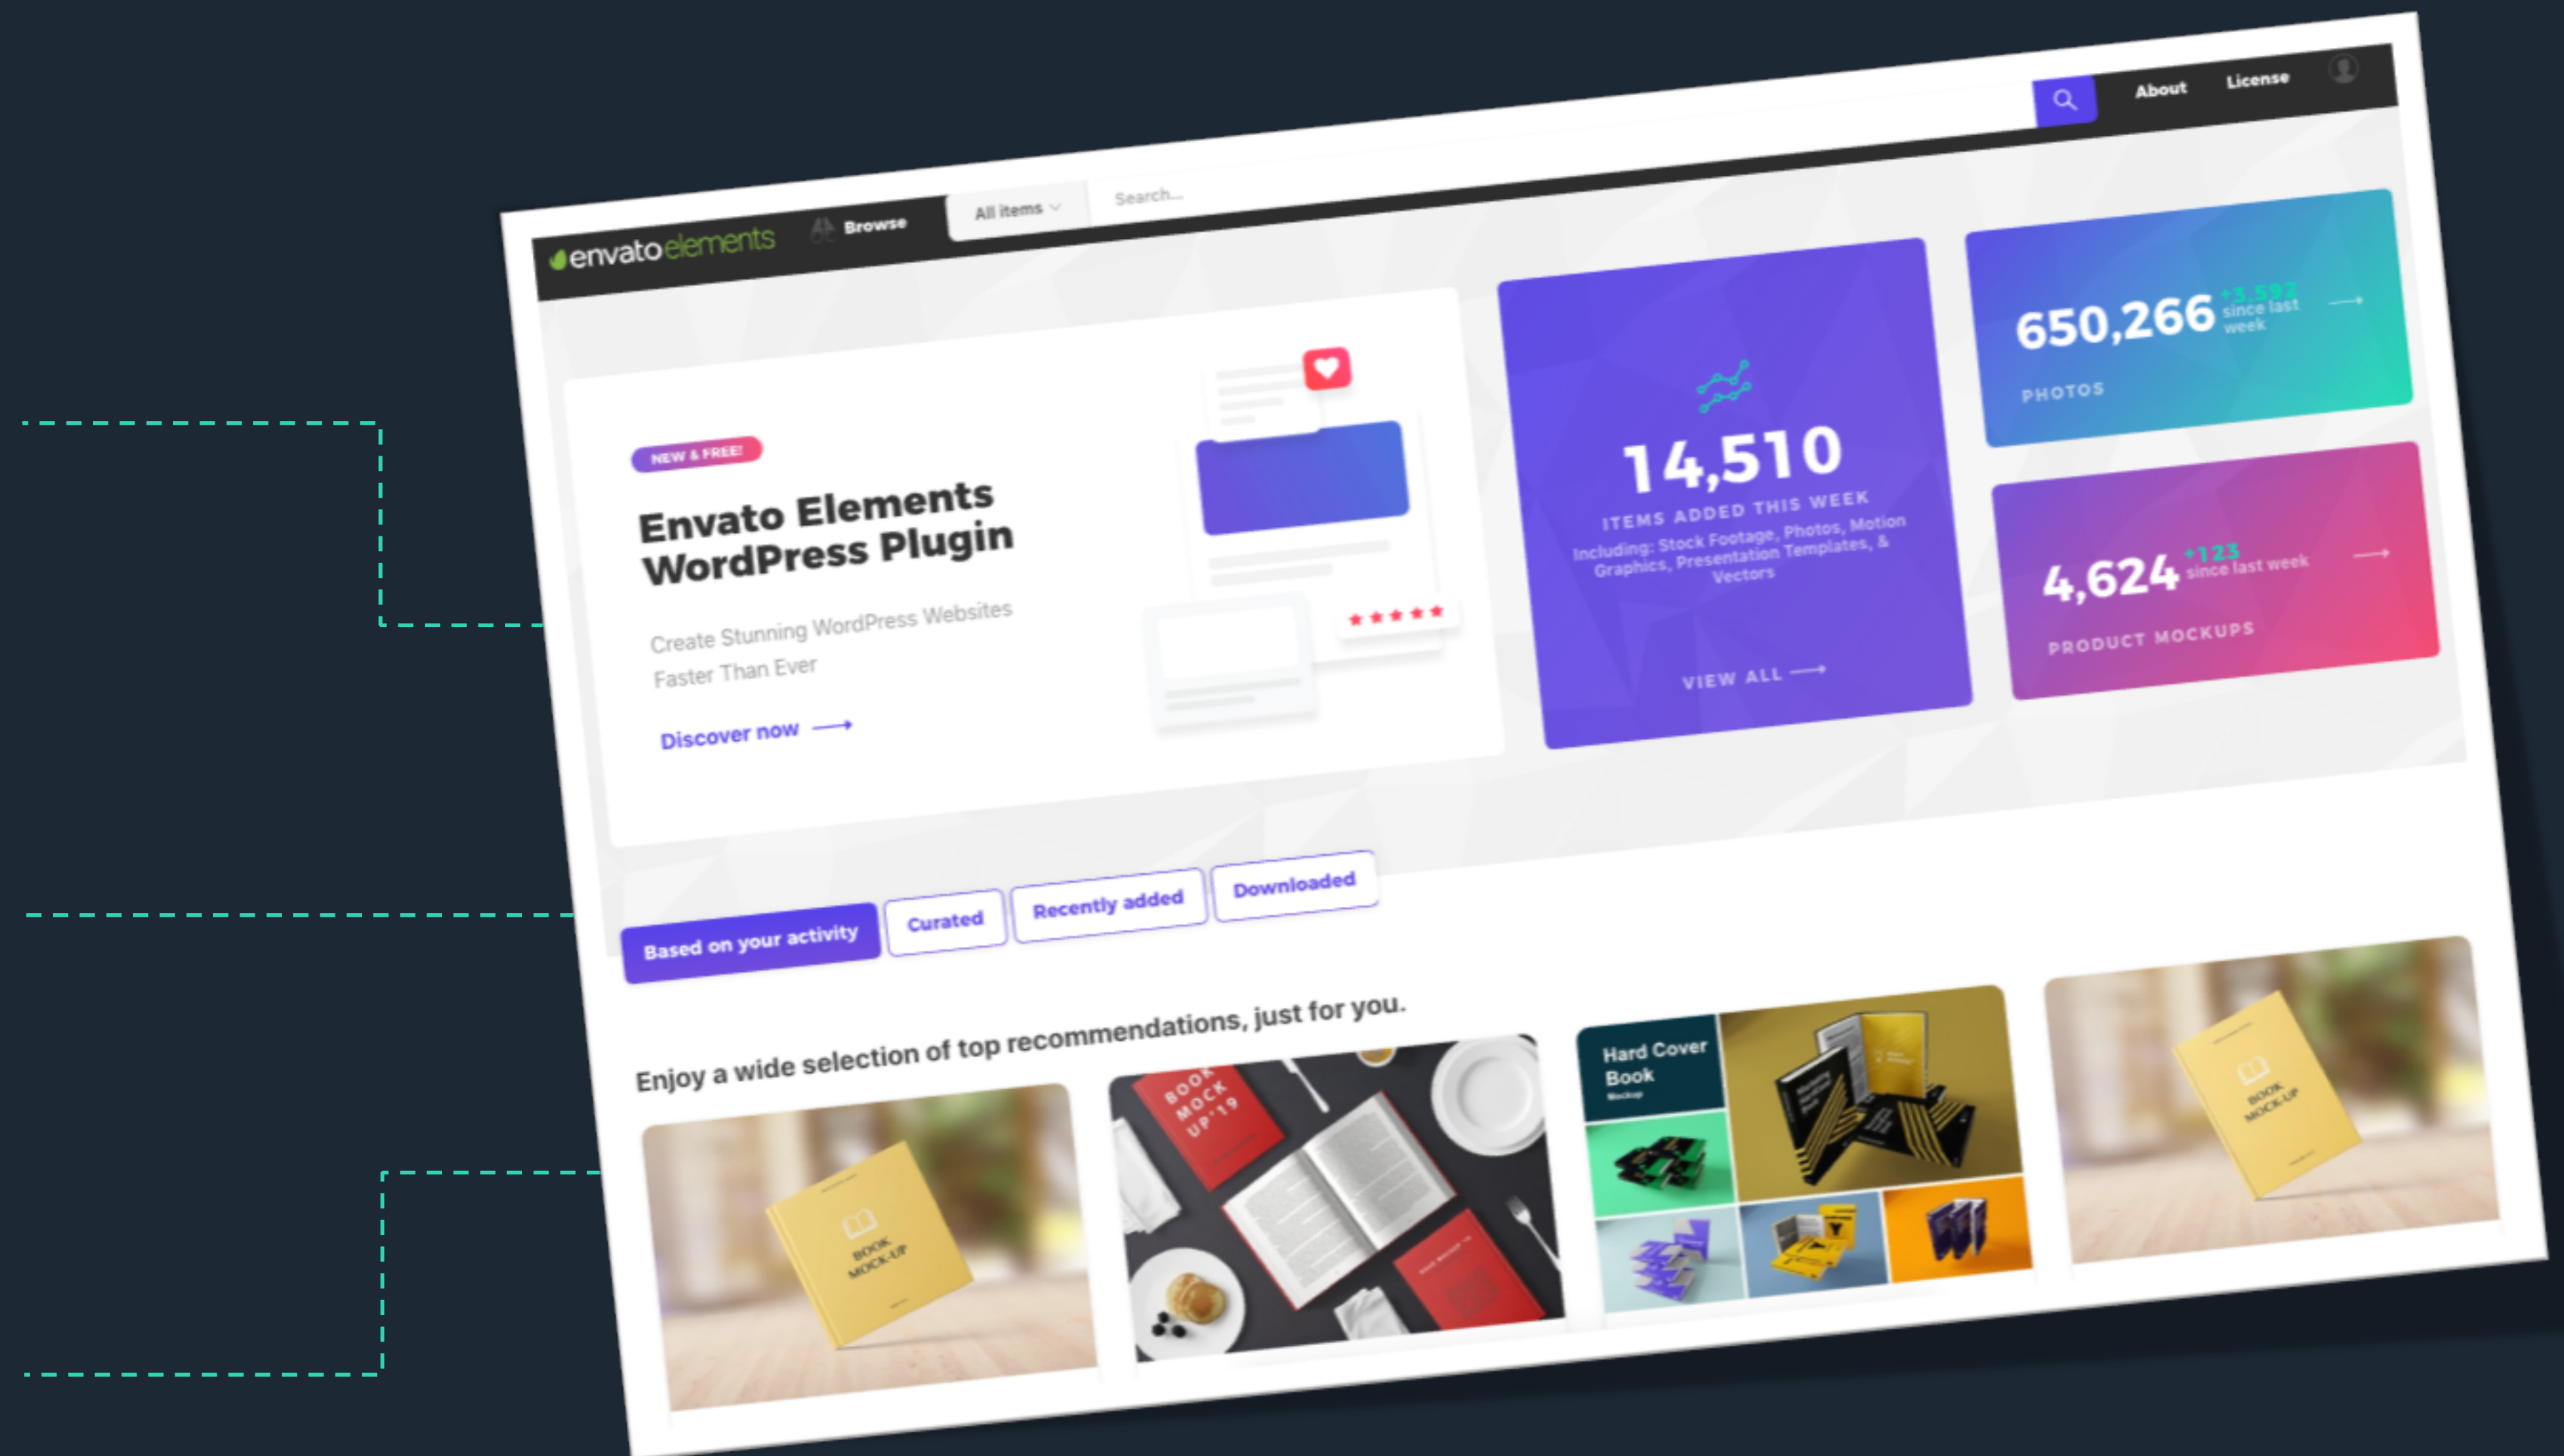 envato elements
Browse
All items
Search...
About
License
NEW & FREE!
Envato Elements
WordPress Plugin
Create Stunning WordPress Websites
Faster Than Ever
Discover now
14,510
ITEMS ADDED THIS WEEK
Including: Stock Footage, Photos, Motion
Graphics, Presentation Templates, &
Vectors
VIEW ALL
650,266
+3,592
since last
week
PHOTOS
4,624
+123
since last week
PRODUCT MOCKUPS
Based on your activity
Curated
Recently added
Downloaded
Enjoy a wide selection of top recommendations, just for you.
BOOK
MOCK-UP
BOOK
MOCK
UP'19
Hard Cover
Book
Mockup
BOOK
MOCK-UP